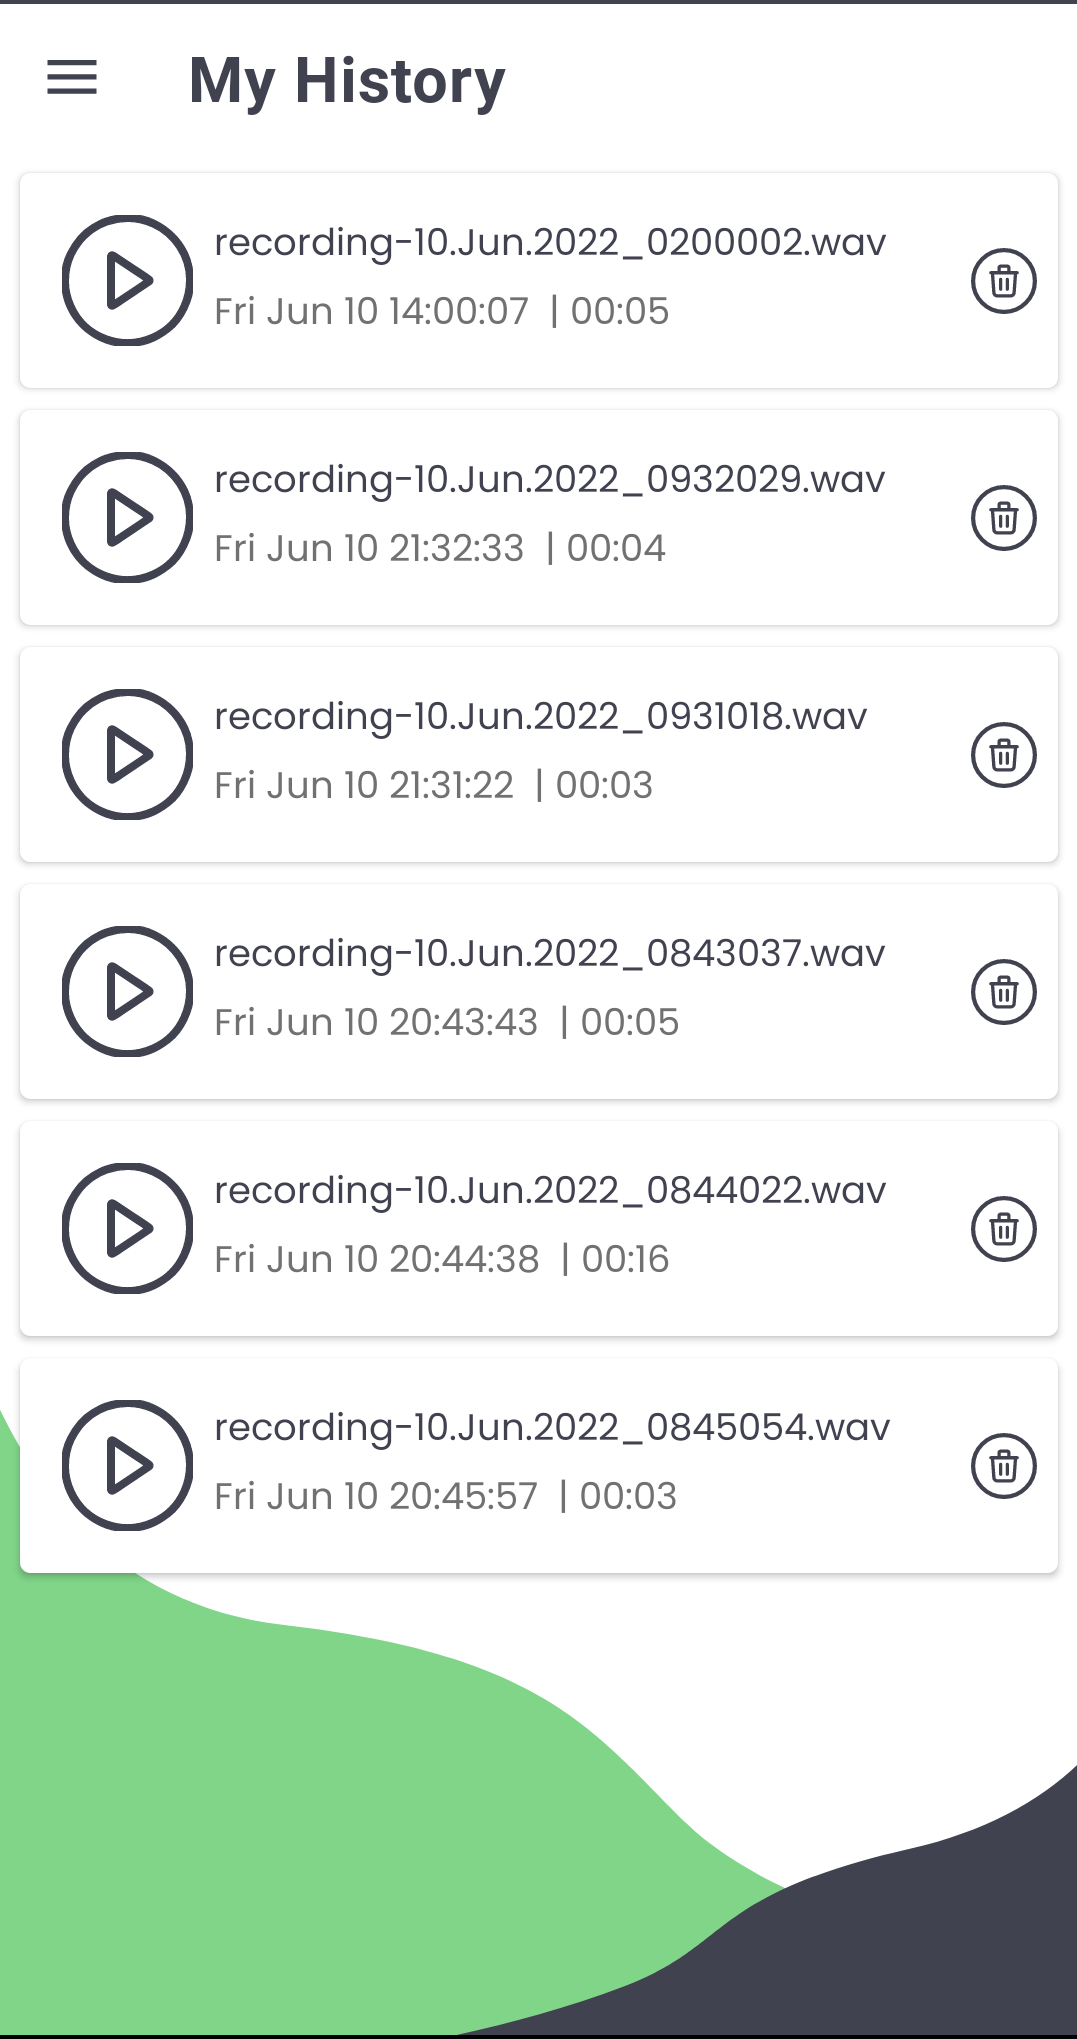 My History
recording-10.Jun.2022_0200002.wav
Fri Jun 10 14:00:07 | 00:05
recording-10.Jun.2022_0932029.wav
Fri Jun 10 21:32:33 | 00:04
recording-10.Jun.2022_0931018.wav
Fri Jun 10 21:31:22 | 00:03
recording-10.Jun.2022_0843037.wav
Fri Jun 10 20:43:43 | 00:05
recording-10.Jun.2022_0844022.wav
Fri Jun 10 20:44:38 | 00:16
recording-10.Jun.2022_0845054.wav
Fri Jun 10 20:45:57 | 00:03